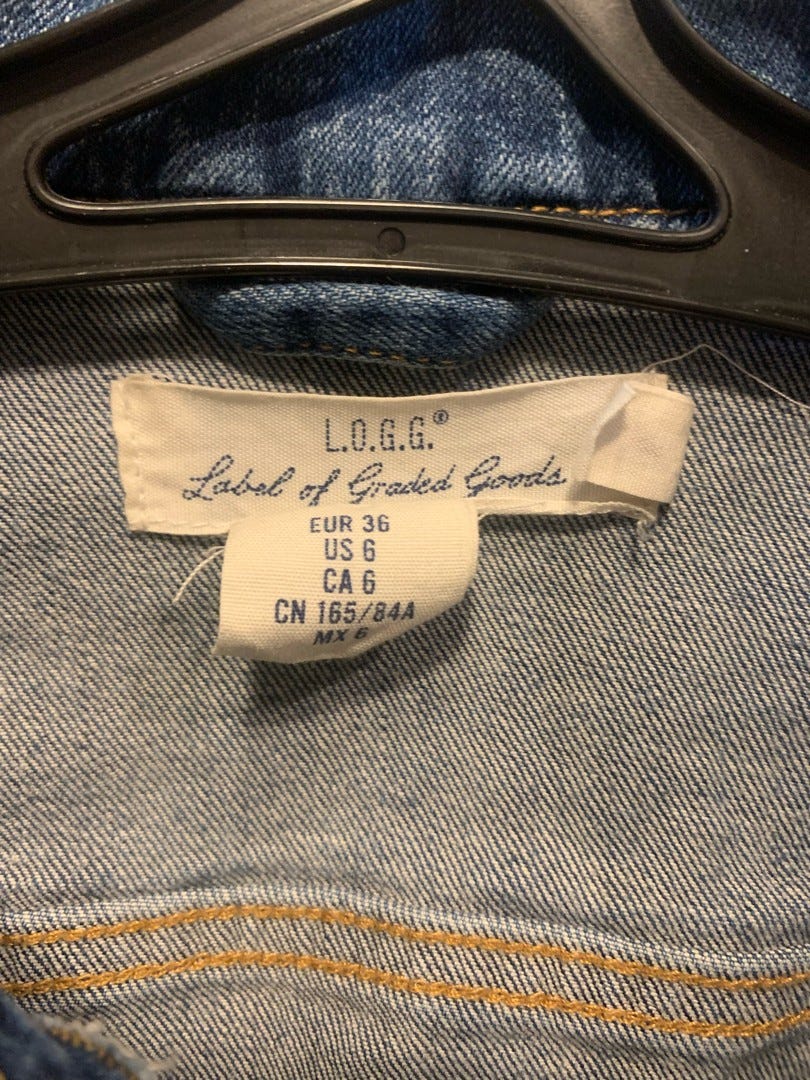 L.O.G.G.®
Label of Graded Goods
EUR 36
US 6
CA 6
CN 165/84A
MX 6